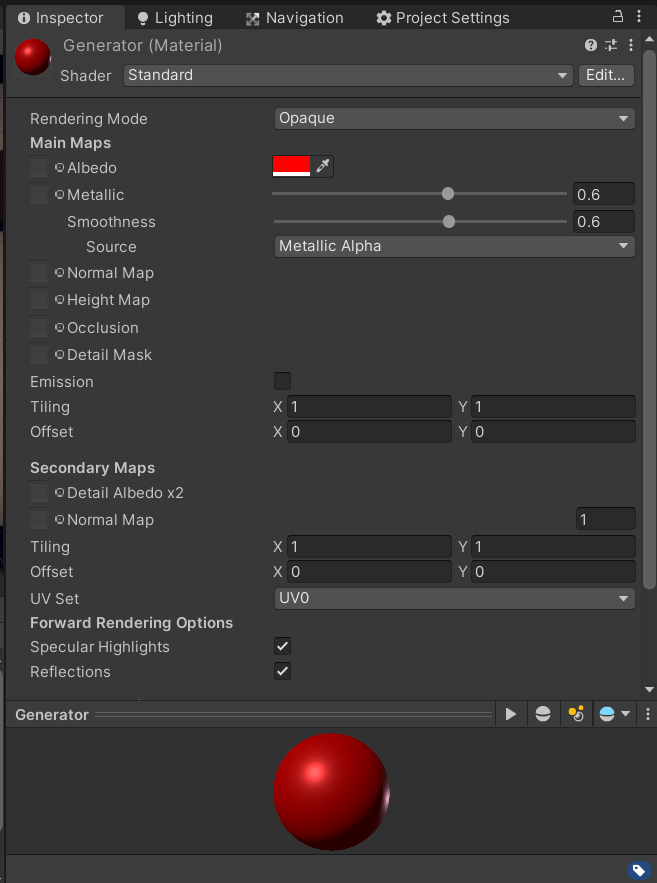 Inspector Lighting Navigation Project Settings
Generator (Material)
Shader Standard Edit...
Rendering Mode Opaque
Main Maps
Albedo
Metallic 0.6
Smoothness 0.6
Source Metallic Alpha
Normal Map
Height Map
Occlusion
Detail Mask
Emission
Tiling X 1 Y 1
Offset X 0 Y 0
Secondary Maps
Detail Albedo x2
Normal Map 1
Tiling X 1 Y 1
Offset X 0 Y 0
UV Set UV0
Forward Rendering Options
Specular Highlights
Reflections
Generator